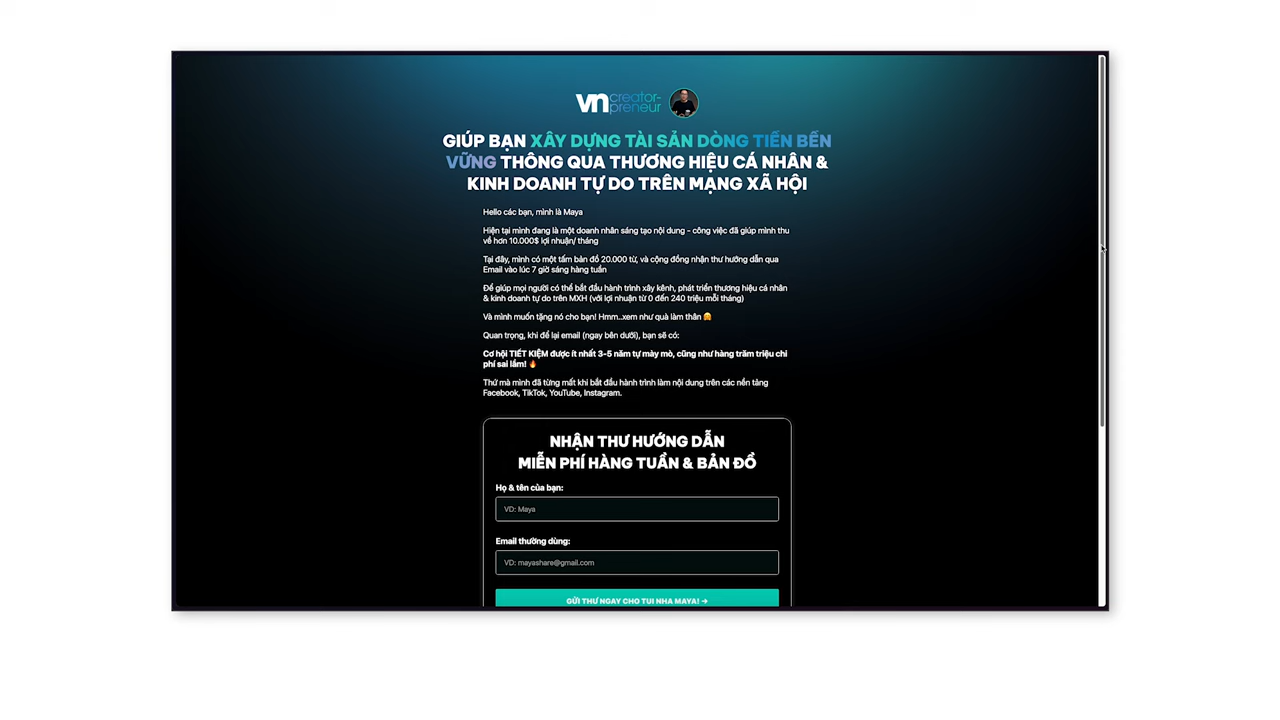 vn creator-
preneur
GIÚP BẠN XÂY DỰNG TÀI SẢN DÒNG TIỀN BỀN
VỮNG THÔNG QUA THƯƠNG HIỆU CÁ NHÂN &
KINH DOANH TỰ DO TRÊN MẠNG XÃ HỘI
Hello các bạn, mình là Maya
Hiện tại mình đang là một doanh nhân sáng tạo nội dung - công việc đã giúp mình thu
về hơn 10.000$ lợi nhuận/ tháng
Tại đây, mình có một tấm bản đồ 20.000 từ, và cộng đồng nhận thư hướng dẫn qua
Email vào lúc 7 giờ sáng hàng tuần
Để giúp mọi người có thể bắt đầu hành trình xây kênh, phát triển thương hiệu cá nhân
& kinh doanh tự do trên MXH (với lợi nhuận từ 0 đến 240 triệu mỗi tháng)
Và mình muốn tặng nó cho bạn! Hmm..xem như quà làm thân 🤗
Quan trọng, khi để lại email (ngay bên dưới), bạn sẽ có:
Cơ hội TIẾT KIỆM được ít nhất 3-5 năm tự mày mò, cũng như hàng trăm triệu chi
phí sai lầm! 🔥
Thứ mà mình đã từng mất khi bắt đầu hành trình làm nội dung trên các nền tảng
Facebook, TikTok, YouTube, Instagram.
NHẬN THƯ HƯỚNG DẪN
MIỄN PHÍ HÀNG TUẦN & BẢN ĐỒ
Họ & tên của bạn:
VD: Maya
Email thường dùng:
VD: mayashare@gmail.com
GỬI THƯ NGAY CHO TUI NHA MAYA! →